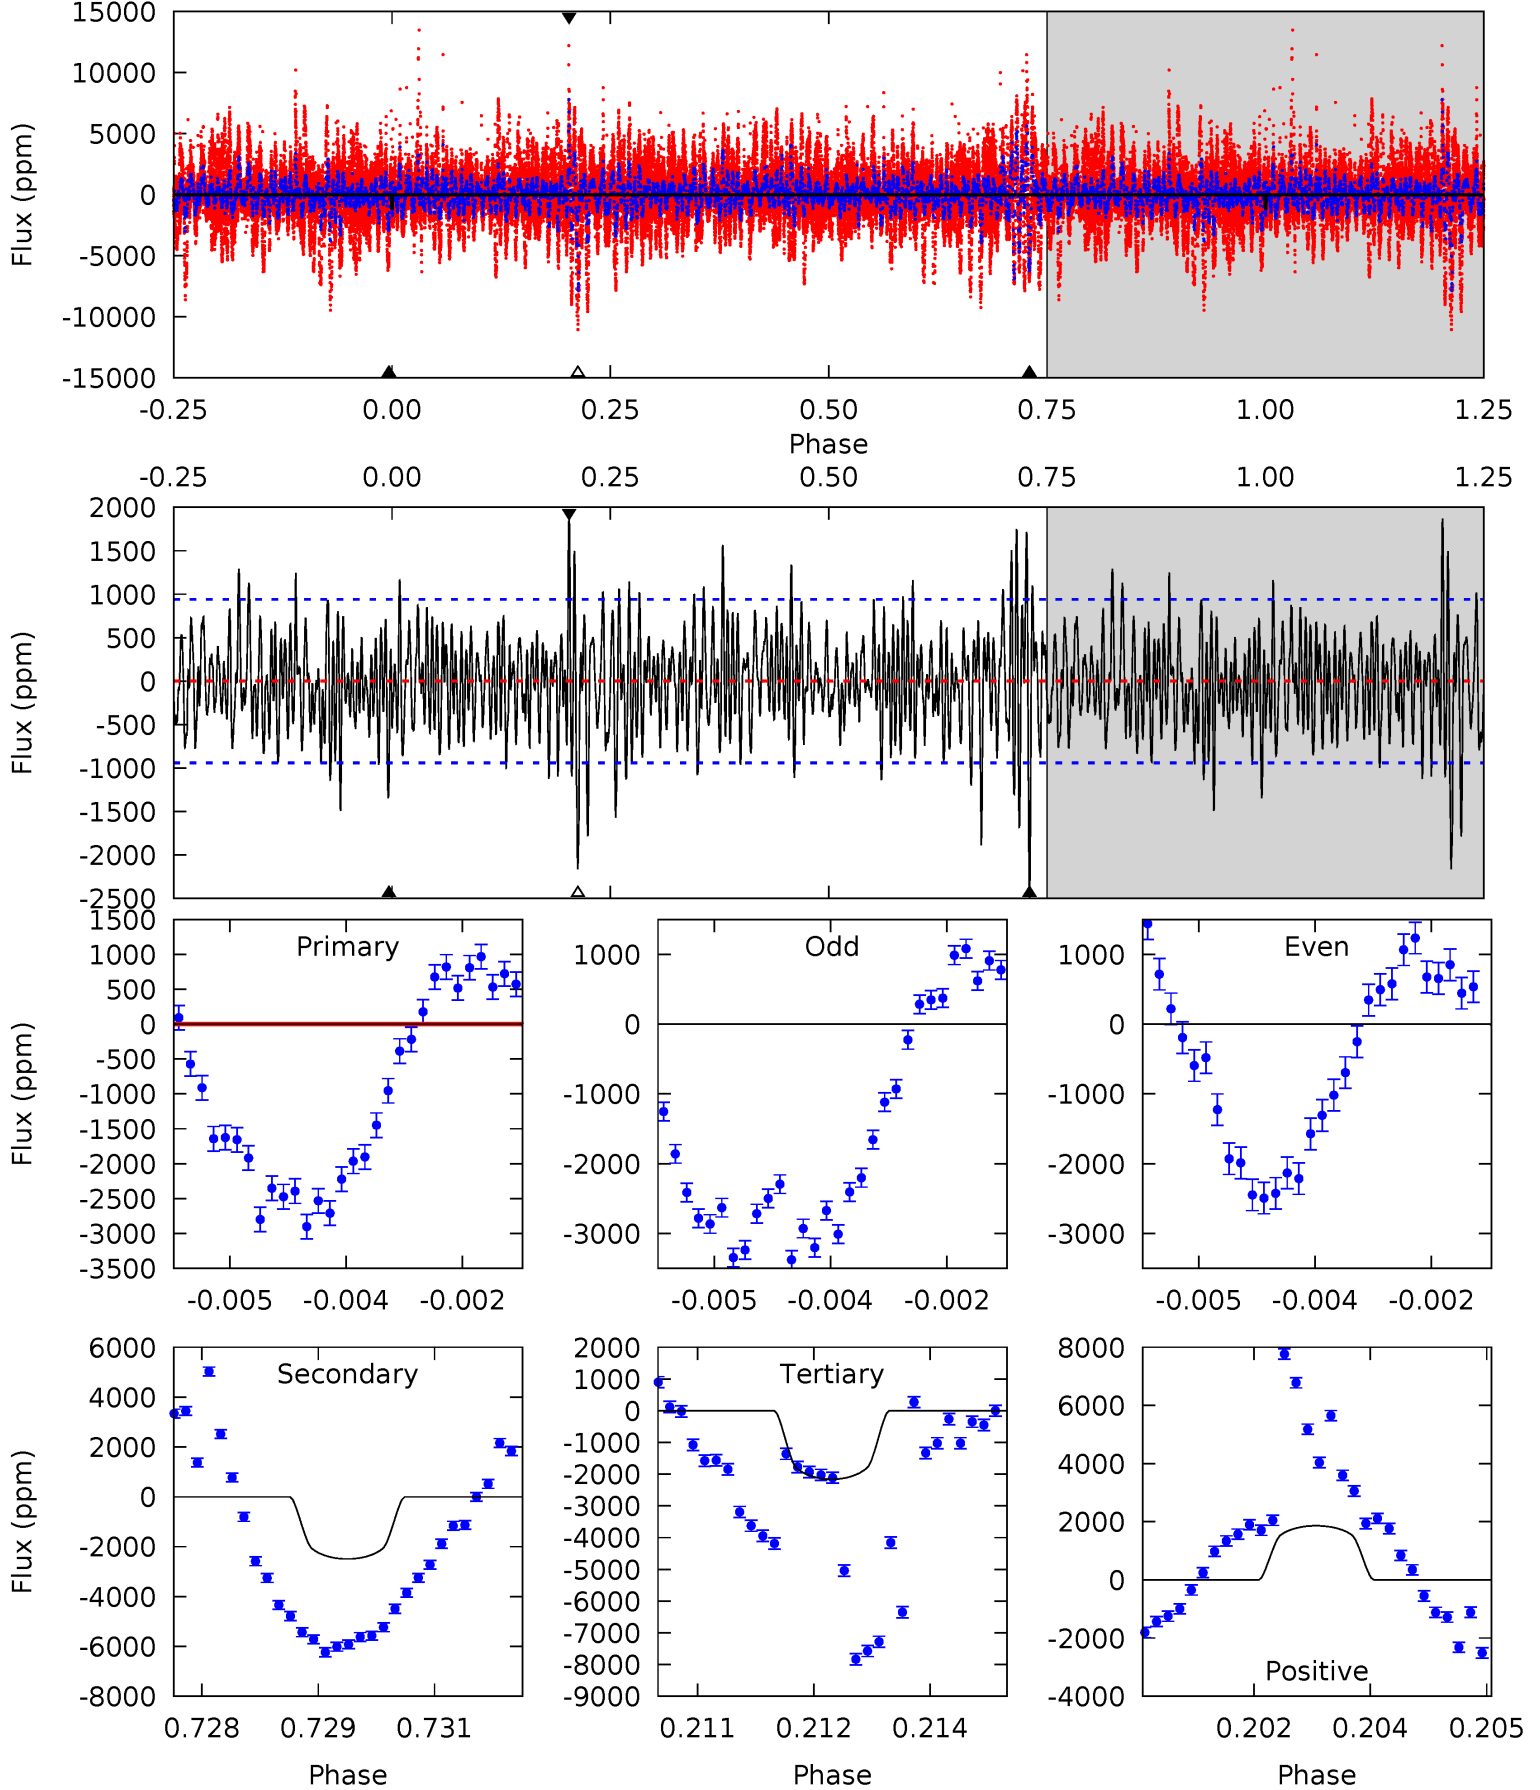 15000
10000
5000
0
-5000
-10000
-15000
Flux (ppm)
-0.25 0.00 0.25 0.50 0.75 1.00 1.25
Phase
-0.25 0.00 0.25 0.50 0.75 1.00 1.25
2000
1500
1000
500
0
-500
-1000
-1500
-2000
-2500
Flux (ppm)
Primary
1500
1000
500
0
-500
-1000
-1500
-2000
-2500
-3000
-3500
Flux (ppm)
-0.005 -0.004 -0.002
Odd
1000
0
-1000
-2000
-3000
-0.005 -0.004 -0.002
Even
1000
0
-1000
-2000
-3000
-0.005 -0.004 -0.002
Secondary
6000
4000
2000
0
-2000
-4000
-6000
-8000
Flux (ppm)
0.728 0.729 0.731
Phase
Tertiary
2000
1000
0
-1000
-2000
-3000
-4000
-5000
-6000
-7000
-8000
-9000
0.211 0.212 0.214
Phase
8000
6000
4000
2000
0
-2000
-4000
Positive
0.202 0.204 0.205
Phase